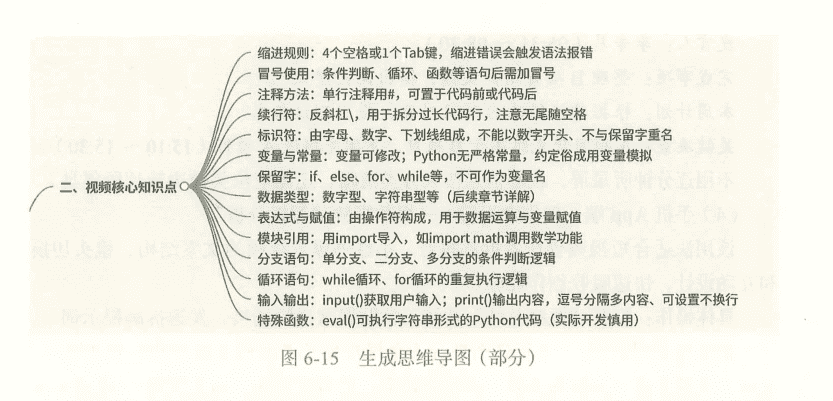 缩进规则：4个空格或1个Tab键，缩进错误会触发语法报错
冒号使用：条件判断、循环、函数等语句后需加冒号
注释方法：单行注释用#，可置于代码前或代码后
续行符：反斜杠\，用于拆分过长代码行，注意无尾随空格
标识符：由字母、数字、下划线组成，不能以数字开头、不与保留字重名
变量与常量：变量可修改；Python无严格常量，约定俗成用变量模拟
保留字：if、else、for、while等，不可作为变量名
二、视频核心知识点
数据类型：数字型、字符串型等（后续章节详解）
表达式与赋值：由操作符构成，用于数据运算与变量赋值
模块引用：用import导入，如import math调用数学功能
分支语句：单分支、二分支、多分支的条件判断逻辑
循环语句：while循环、for循环的重复执行逻辑
输入输出：input()获取用户输入；print()输出内容，逗号分隔多内容、可设置不换行
特殊函数：eval()可执行字符串形式的Python代码（实际开发慎用）
图 6-15　生成思维导图（部分）